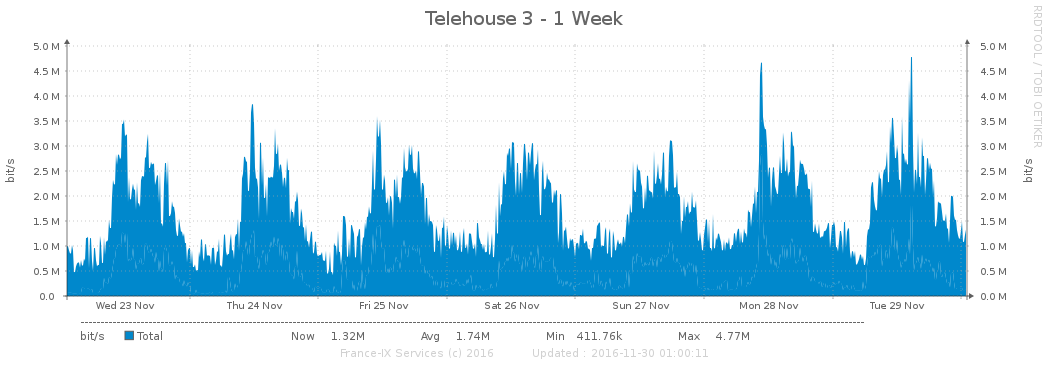 Telehouse 3 - 1 Week
RRDTOOL / TOBI OETIKER
bit/s
5.0 M 5.0 M
4.5 M 4.5 M
4.0 M 4.0 M
3.5 M 3.5 M
3.0 M 3.0 M
2.5 M 2.5 M
2.0 M 2.0 M
1.5 M 1.5 M
1.0 M 1.0 M
0.5 M 0.5 M
0.0 0.0 M
bit/s
Wed 23 Nov Thu 24 Nov Fri 25 Nov Sat 26 Nov Sun 27 Nov Mon 28 Nov Tue 29 Nov
bit/s Total Now 1.32M Avg 1.74M Min 411.76k Max 4.77M
France-IX Services (c) 2016 Updated : 2016-11-30 01:00:11